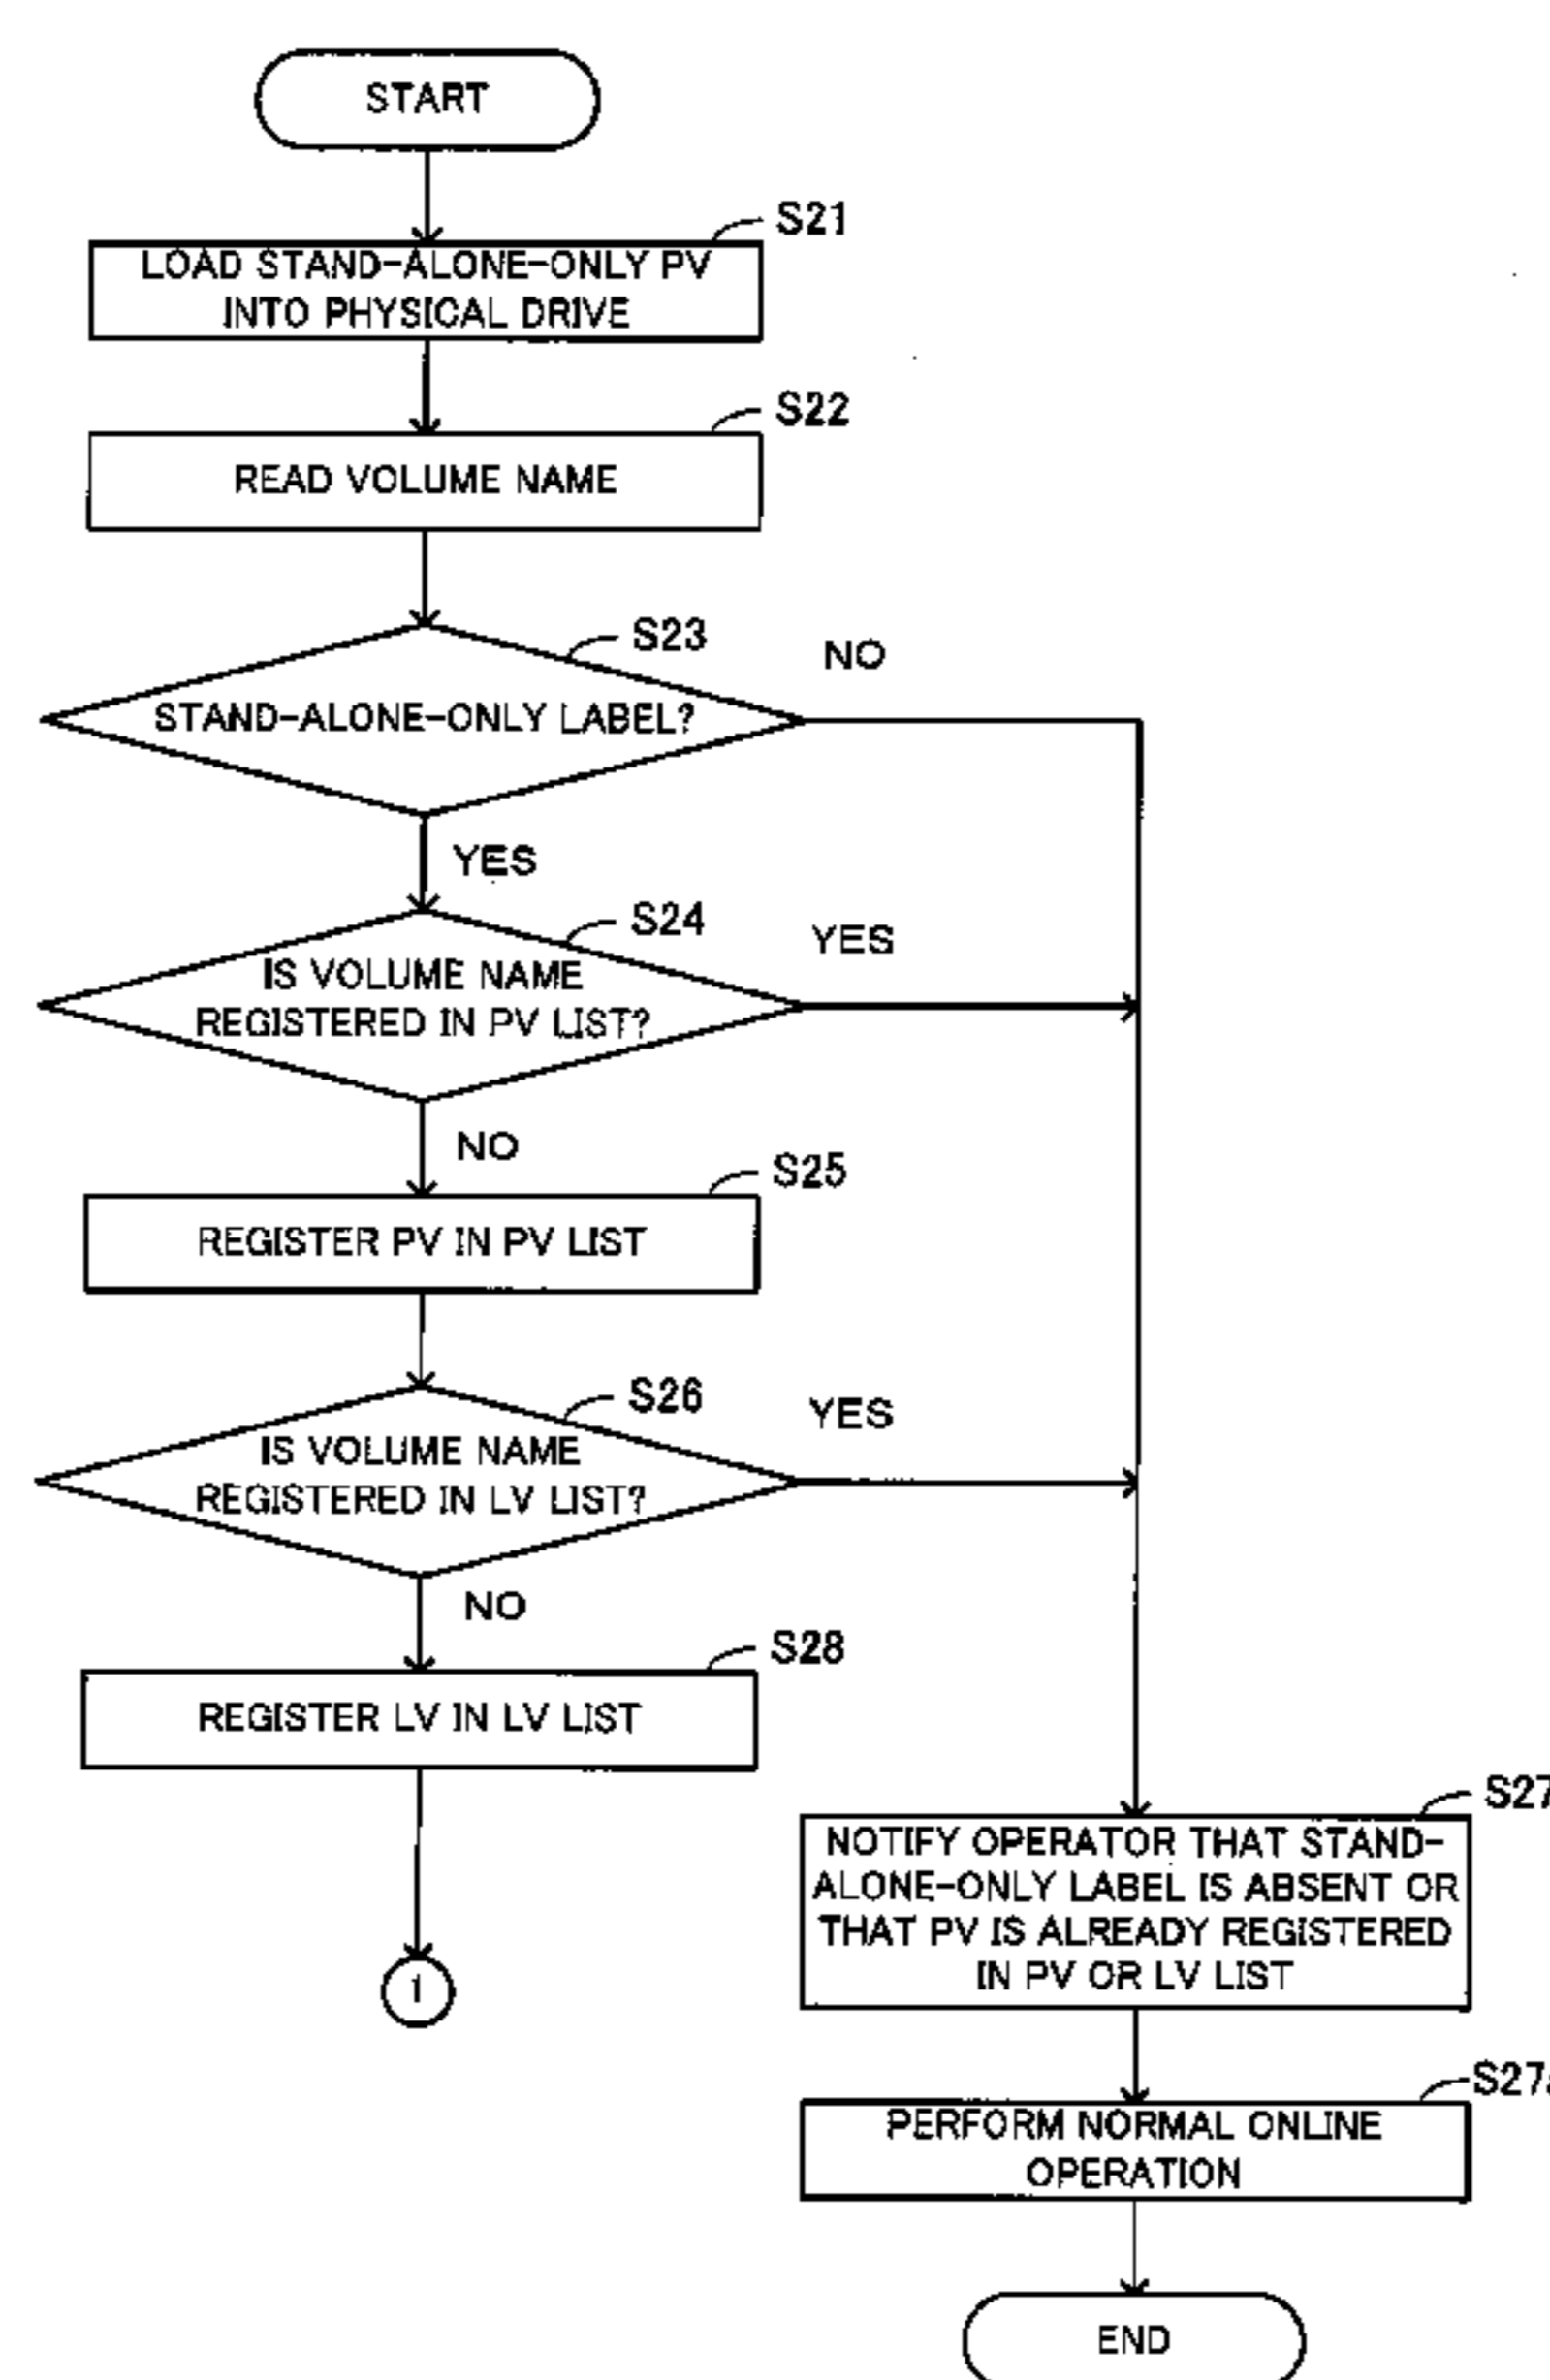 START
S21
LOAD STAND-ALONE-ONLY PV
INTO PHYSICAL DRIVE
S22
READ VOLUME NAME
S23
NO
STAND-ALONE-ONLY LABEL?
YES
S24
YES
IS VOLUME NAME
REGISTERED IN PV LIST?
NO
S25
REGISTER PV IN PV LIST
S26
YES
IS VOLUME NAME
REGISTERED IN LV LIST?
NO
S28
REGISTER LV IN LV LIST
1
S27
NOTIFY OPERATOR THAT STAND-
ALONE-ONLY LABEL IS ABSENT OR
THAT PV IS ALREADY REGISTERED
IN PV OR LV LIST
S27a
PERFORM NORMAL ONLINE
OPERATION
END